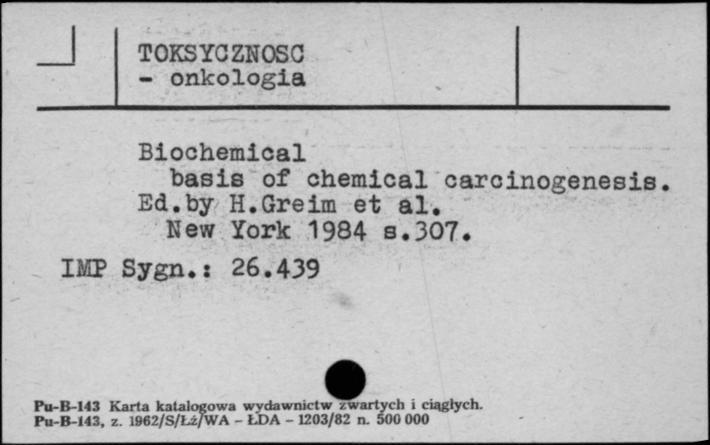 TOKSYCZNOSC
- onkologia
Biochemical
basis of chemical carcinogenesis.
Ed.by H.Greim et al.
New York 1984 s.307.
IMP Sygn.: 26.439
Pu-B-143 Karta katalogowa wydawnictw zwartych i ciągłych.
Pu-B-143, z. 1962/S/Łż/WA - ŁDA - 1203/82 n. 500 000